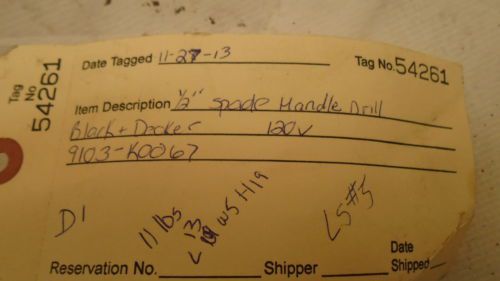 Tag
No
54261
Date Tagged 11-27-13
Tag No. 54261
Item Description 1/2" Spade Handle Drill
Black + Decker 120v
9103-K0067
D1
11 lbs
13
L W5 H19
LS#5
Reservation No.
Shipper
Date
Shipped